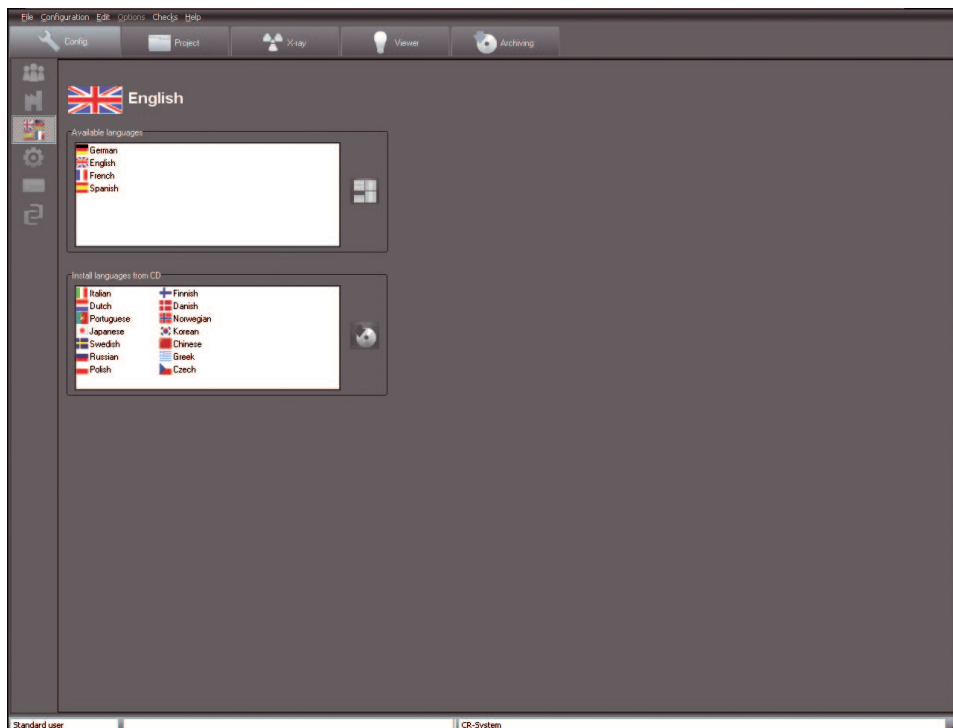 File Configuration Edit Options Checks Help
Config. Project X-ray Viewer Archiving
English
Available languages
German
English
French
Spanish
Install languages from CD
Italian Finnish
Dutch Danish
Portuguese Norwegian
Japanese Korean
Swedish Chinese
Russian Greek
Polish Czech
Standard user CR-System